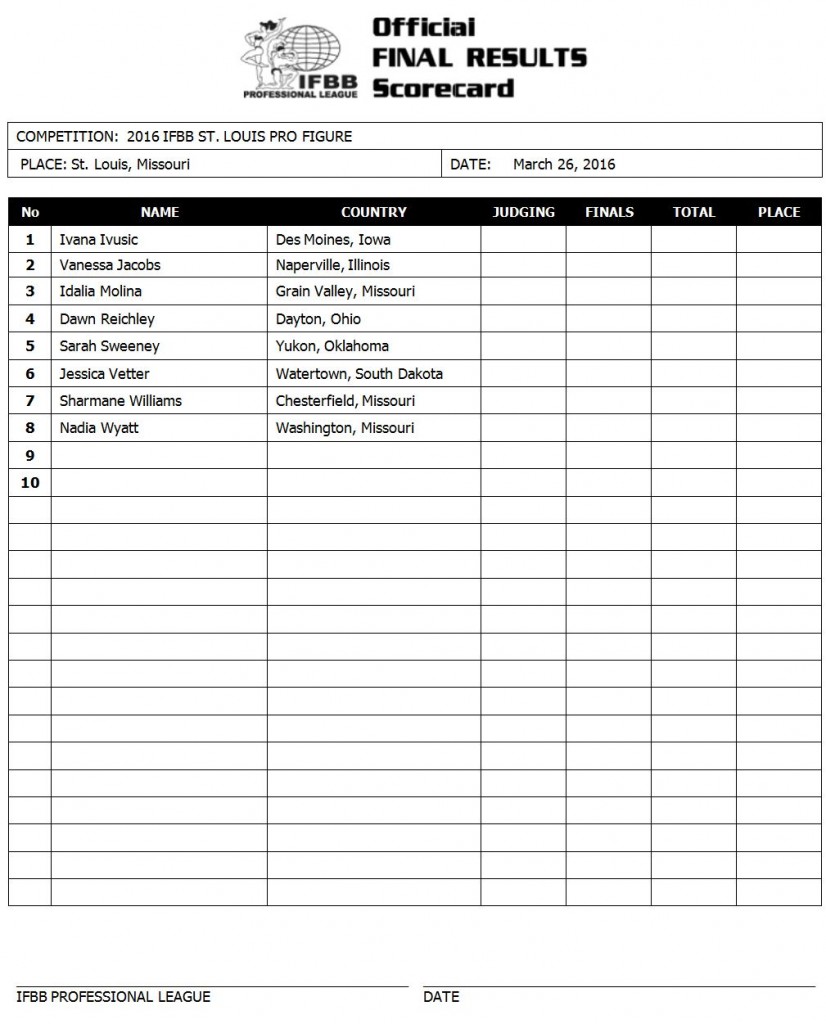 Official
FINAL RESULTS
Scorecard
IFBB
PROFESSIONAL LEAGUE
COMPETITION: 2016 IFBB ST. LOUIS PRO FIGURE
PLACE: St. Louis, Missouri DATE: March 26, 2016
No NAME COUNTRY JUDGING FINALS TOTAL PLACE
1 Ivana Ivusic Des Moines, Iowa
2 Vanessa Jacobs Naperville, Illinois
3 Idalia Molina Grain Valley, Missouri
4 Dawn Reichley Dayton, Ohio
5 Sarah Sweeney Yukon, Oklahoma
6 Jessica Vetter Watertown, South Dakota
7 Sharmane Williams Chesterfield, Missouri
8 Nadia Wyatt Washington, Missouri
9
10
IFBB PROFESSIONAL LEAGUE DATE